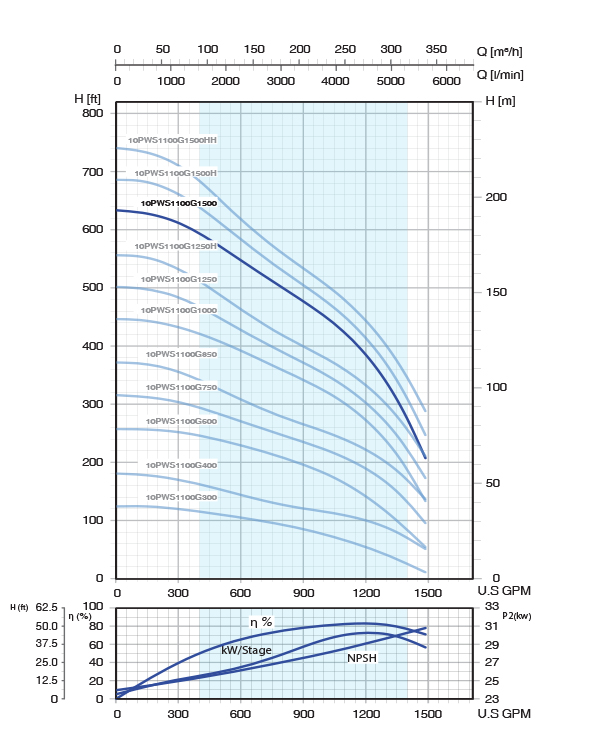 0 50 100 150 200 250 300 350 Q [m³/h]
0 1000 2000 3000 4000 5000 6000 Q [l/min]
H [ft] H [m]
800
10PWS1100G1500HH
700
10PWS1100G1500H
200
10PWS1100G1500
600
10PWS1100G1250H
10PWS1100G1250
500
150
10PWS1100G1000
400
10PWS1100G850
100
10PWS1100G750
300
10PWS1100G600
200
10PWS1100G400
50
10PWS1100G300
100
0 0
0 300 600 900 1200 1500 U.S GPM
H (ft) 62.5 η (%) 100 33 P2(kw)
50.0 80 η % 31
37.5 60 kW/Stage 29
25.0 40 NPSH 27
12.5 20 25
0 0 23
0 300 600 900 1200 1500 U.S GPM